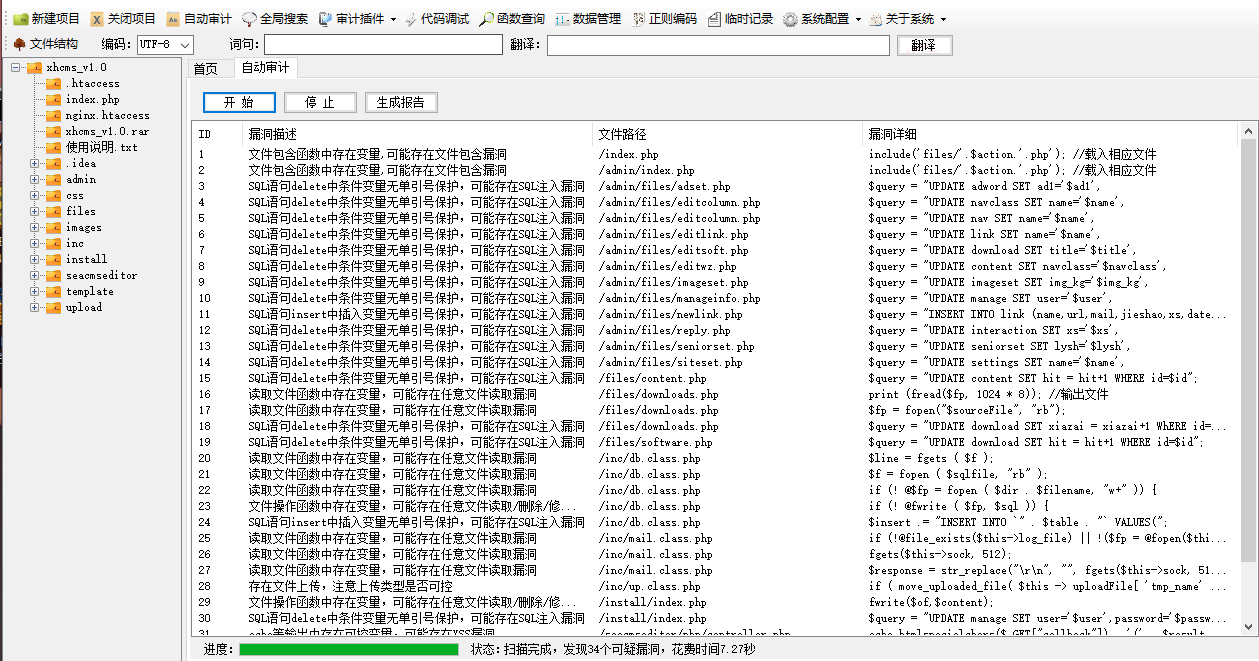 新建项目 关闭项目 自动审计 全局搜索 审计插件 代码调试 函数查询 数据管理 正则编码 临时记录 系统配置 关于系统
文件结构 编码: UTF-8 词句: 翻译: 翻译
首页 自动审计
xhcms_v1.0
.htaccess
index.php
nginx.htaccess
xhcms_v1.0.rar
使用说明.txt
.idea
admin
css
files
images
inc
install
seacmseditor
template
upload
开 始 停 止 生成报告
ID 漏洞描述 文件路径 漏洞详细
1 文件包含函数中存在变量,可能存在文件包含漏洞 /index.php include('files/'.$action.'.php'); //载入相应文件
2 文件包含函数中存在变量,可能存在文件包含漏洞 /admin/index.php include('files/'.$action.'.php'); //载入相应文件
3 SQL语句delete中条件变量无单引号保护，可能存在SQL注入漏洞 /admin/files/adset.php $query = "UPDATE adword SET ad1='$ad1',
4 SQL语句delete中条件变量无单引号保护，可能存在SQL注入漏洞 /admin/files/editcolumn.php $query = "UPDATE navclass SET name='$name',
5 SQL语句delete中条件变量无单引号保护，可能存在SQL注入漏洞 /admin/files/editcolumn.php $query = "UPDATE nav SET name='$name',
6 SQL语句delete中条件变量无单引号保护，可能存在SQL注入漏洞 /admin/files/editlink.php $query = "UPDATE link SET name='$name',
7 SQL语句delete中条件变量无单引号保护，可能存在SQL注入漏洞 /admin/files/editsoft.php $query = "UPDATE download SET title='$title',
8 SQL语句delete中条件变量无单引号保护，可能存在SQL注入漏洞 /admin/files/editwz.php $query = "UPDATE content SET navclass='$navclass',
9 SQL语句delete中条件变量无单引号保护，可能存在SQL注入漏洞 /admin/files/imageset.php $query = "UPDATE imageset SET img_kg='$img_kg',
10 SQL语句delete中条件变量无单引号保护，可能存在SQL注入漏洞 /admin/files/manageinfo.php $query = "UPDATE manage SET user='$user',
11 SQL语句insert中插入变量无单引号保护，可能存在SQL注入漏洞 /admin/files/newlink.php $query = "INSERT INTO link (name,url,mail,jieshao,xs,date...
12 SQL语句delete中条件变量无单引号保护，可能存在SQL注入漏洞 /admin/files/reply.php $query = "UPDATE interaction SET xs='$xs',
13 SQL语句delete中条件变量无单引号保护，可能存在SQL注入漏洞 /admin/files/seniorset.php $query = "UPDATE seniorset SET lysh='$lysh',
14 SQL语句delete中条件变量无单引号保护，可能存在SQL注入漏洞 /admin/files/siteset.php $query = "UPDATE settings SET name='$name',
15 SQL语句delete中条件变量无单引号保护，可能存在SQL注入漏洞 /files/content.php $query = "UPDATE content SET hit = hit+1 WHERE id=$id";
16 读取文件函数中存在变量，可能存在任意文件读取漏洞 /files/downloads.php print (fread($fp, 1024 * 8)); //输出文件
17 读取文件函数中存在变量，可能存在任意文件读取漏洞 /files/downloads.php $fp = fopen("$sourceFile", "rb");
18 SQL语句delete中条件变量无单引号保护，可能存在SQL注入漏洞 /files/downloads.php $query = "UPDATE download SET xiazai = xiazai+1 WhERE id=...
19 SQL语句delete中条件变量无单引号保护，可能存在SQL注入漏洞 /files/software.php $query = "UPDATE download SET hit = hit+1 WHERE id=$id";
20 读取文件函数中存在变量，可能存在任意文件读取漏洞 /inc/db.class.php $line = fgets ( $f );
21 读取文件函数中存在变量，可能存在任意文件读取漏洞 /inc/db.class.php $f = fopen ( $sqlfile, "rb" );
22 读取文件函数中存在变量，可能存在任意文件读取漏洞 /inc/db.class.php if (! @$fp = fopen ( $dir . $filename, "w+" )) {
23 文件操作函数中存在变量，可能存在任意文件读取/删除/修... /inc/db.class.php if (! @fwrite ( $fp, $sql )) {
24 SQL语句insert中插入变量无单引号保护，可能存在SQL注入漏洞 /inc/db.class.php $insert .= "INSERT INTO `" . $table . "` VALUES(";
25 读取文件函数中存在变量，可能存在任意文件读取漏洞 /inc/mail.class.php if (!@file_exists($this->log_file) || !($fp = @fopen($thi...
26 读取文件函数中存在变量，可能存在任意文件读取漏洞 /inc/mail.class.php fgets($this->sock, 512);
27 读取文件函数中存在变量，可能存在任意文件读取漏洞 /inc/mail.class.php $response = str_replace("\r\n", "", fgets($this->sock, 51...
28 存在文件上传，注意上传类型是否可控 /inc/up.class.php if ( move_uploaded_file( $this -> uploadFile[ 'tmp_name' ...
29 文件操作函数中存在变量，可能存在任意文件读取/删除/修... /install/index.php fwrite($of,$content);
30 SQL语句delete中条件变量无单引号保护，可能存在SQL注入漏洞 /install/index.php $query = "UPDATE manage SET user='$user',password='$passw...
31 echo等输出中存在可控变量，可能存在XSS漏洞 /seacmseditor/php/controller.php echo htmlspecialchars($_GET["callback"]) . '(' . $result
进度: 状态: 扫描完成，发现34个可疑漏洞，花费时间7.27秒